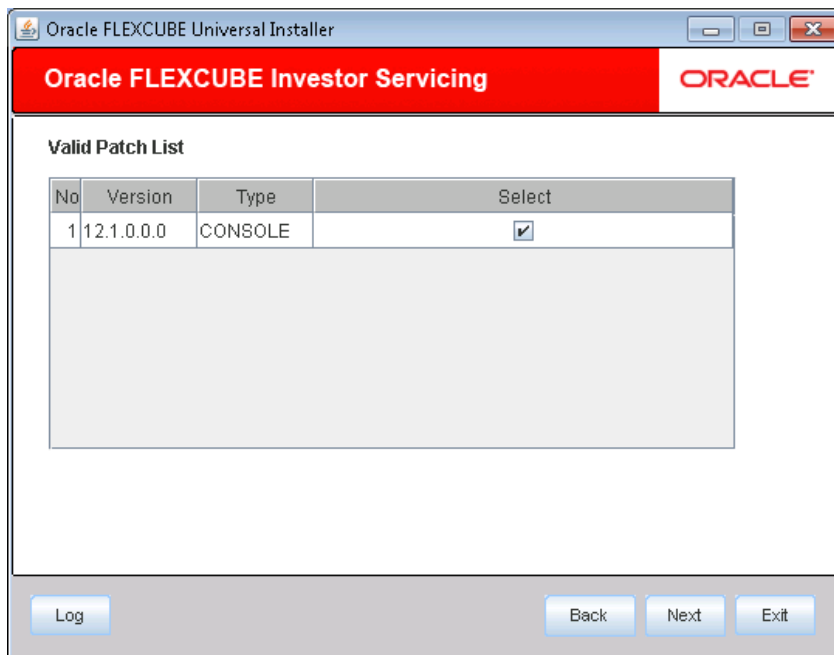 Oracle FLEXCUBE Universal Installer
Oracle FLEXCUBE Investor Servicing ORACLE
Valid Patch List
No Version Type Select
1 12.1.0.0.0 CONSOLE
Log Back Next Exit